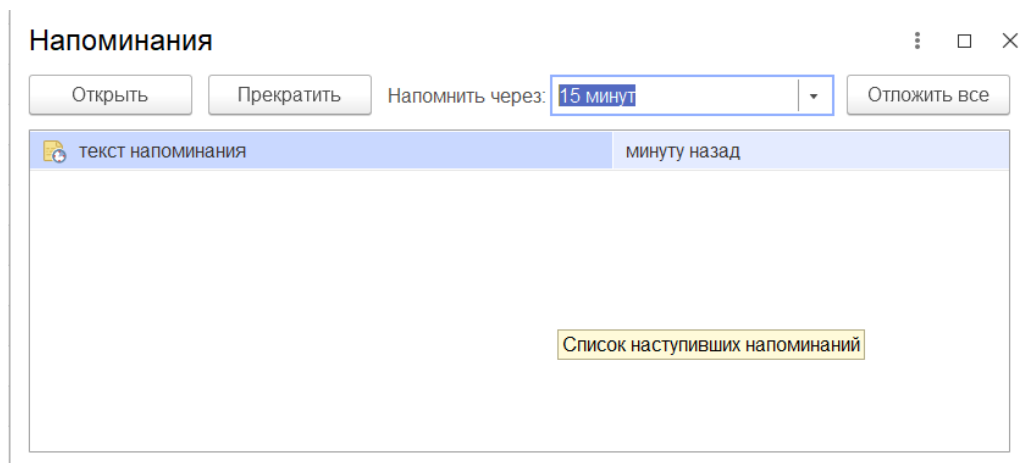 Напоминания
Открыть Прекратить Напомнить через: 15 минут Отложить все
текст напоминания минуту назад
Список наступивших напоминаний